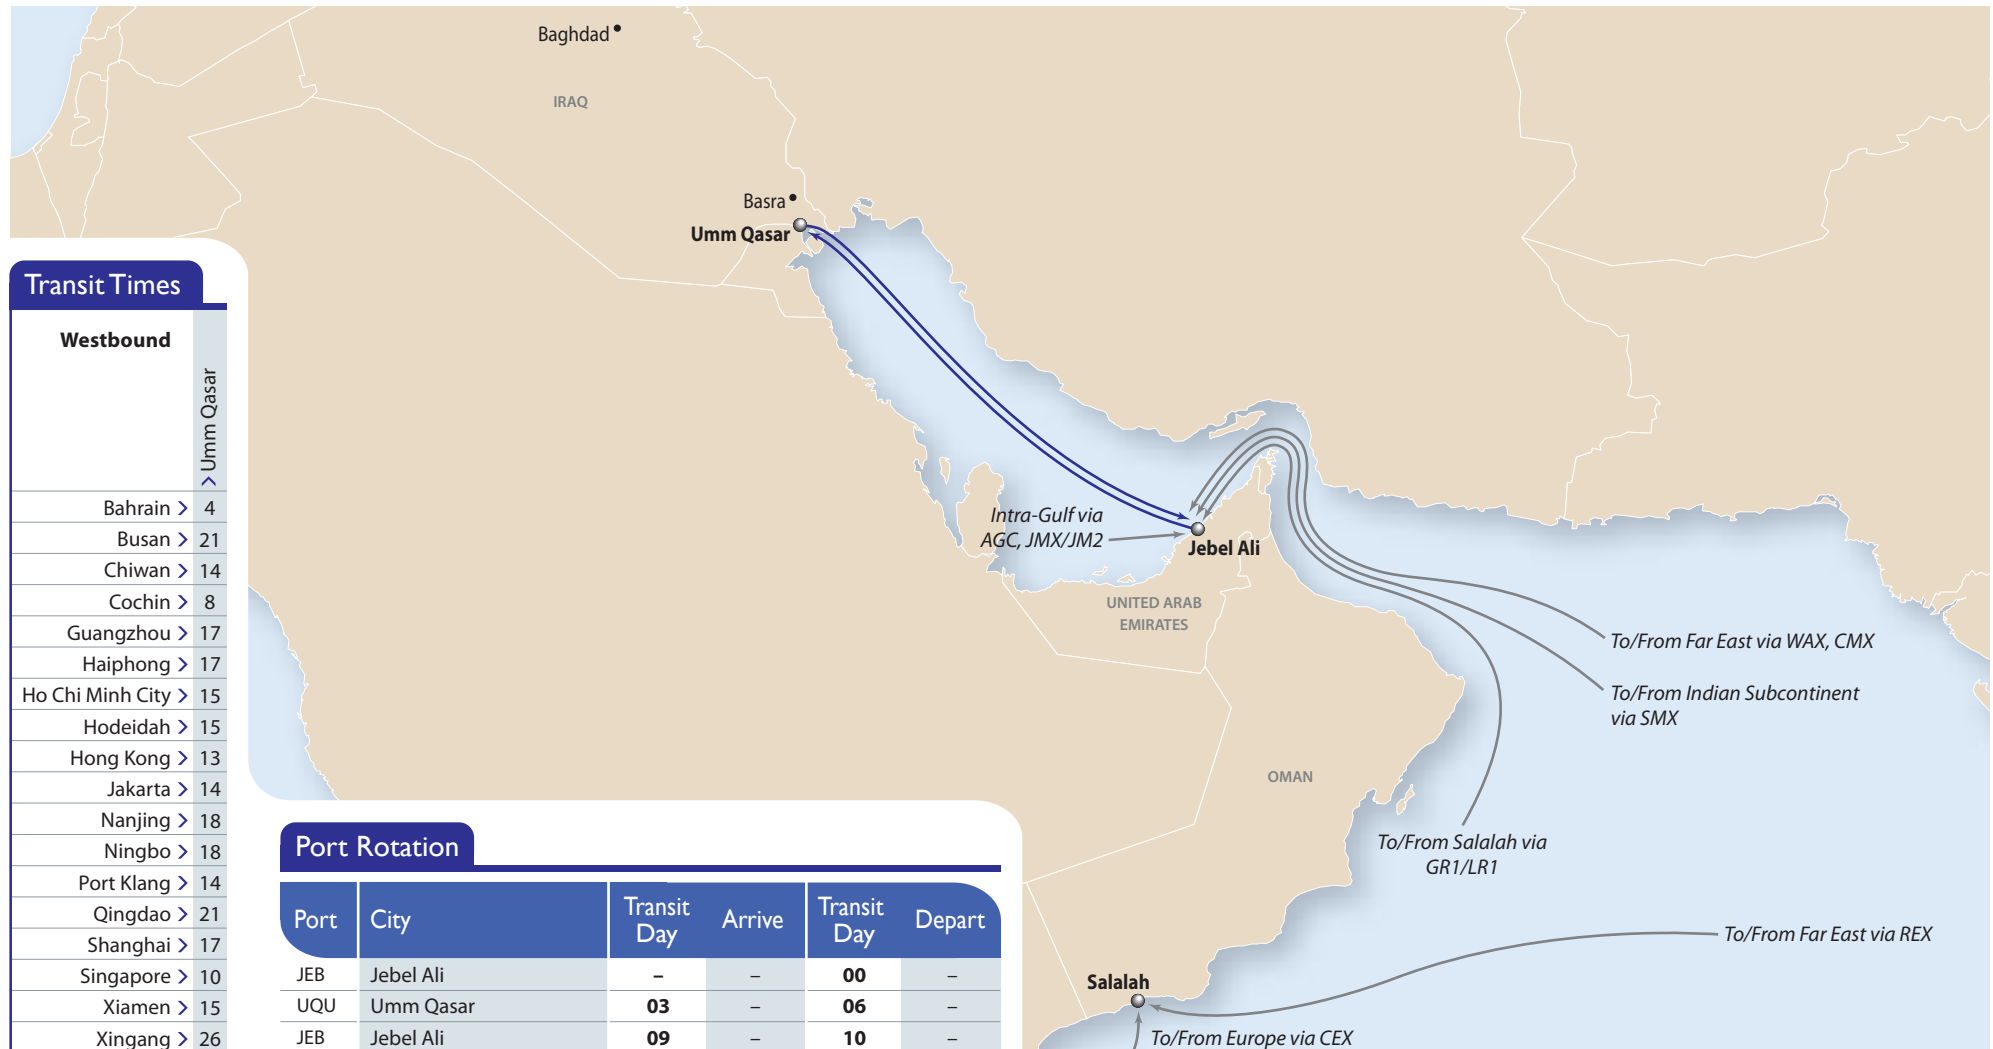 Baghdad
IRAQ
Basra
Umm Qasar
Transit Times
Westbound
> Umm Qasar
Bahrain > 4
Busan > 21
Chiwan > 14
Cochin > 8
Guangzhou > 17
Haiphong > 17
Ho Chi Minh City > 15
Hodeidah > 15
Hong Kong > 13
Jakarta > 14
Nanjing > 18
Ningbo > 18
Port Klang > 14
Qingdao > 21
Shanghai > 17
Singapore > 10
Xiamen > 15
Xingang > 26
Intra-Gulf via
AGC, JMX/JM2
Jebel Ali
UNITED ARAB
EMIRATES
To/From Far East via WAX, CMX
To/From Indian Subcontinent
via SMX
OMAN
To/From Salalah via
GR1/LR1
To/From Far East via REX
Salalah
To/From Europe via CEX
Port Rotation
Port City Transit Day Arrive Transit Day Depart
JEB Jebel Ali – – 00 –
UQU Umm Qasar 03 – 06 –
JEB Jebel Ali 09 – 10 –